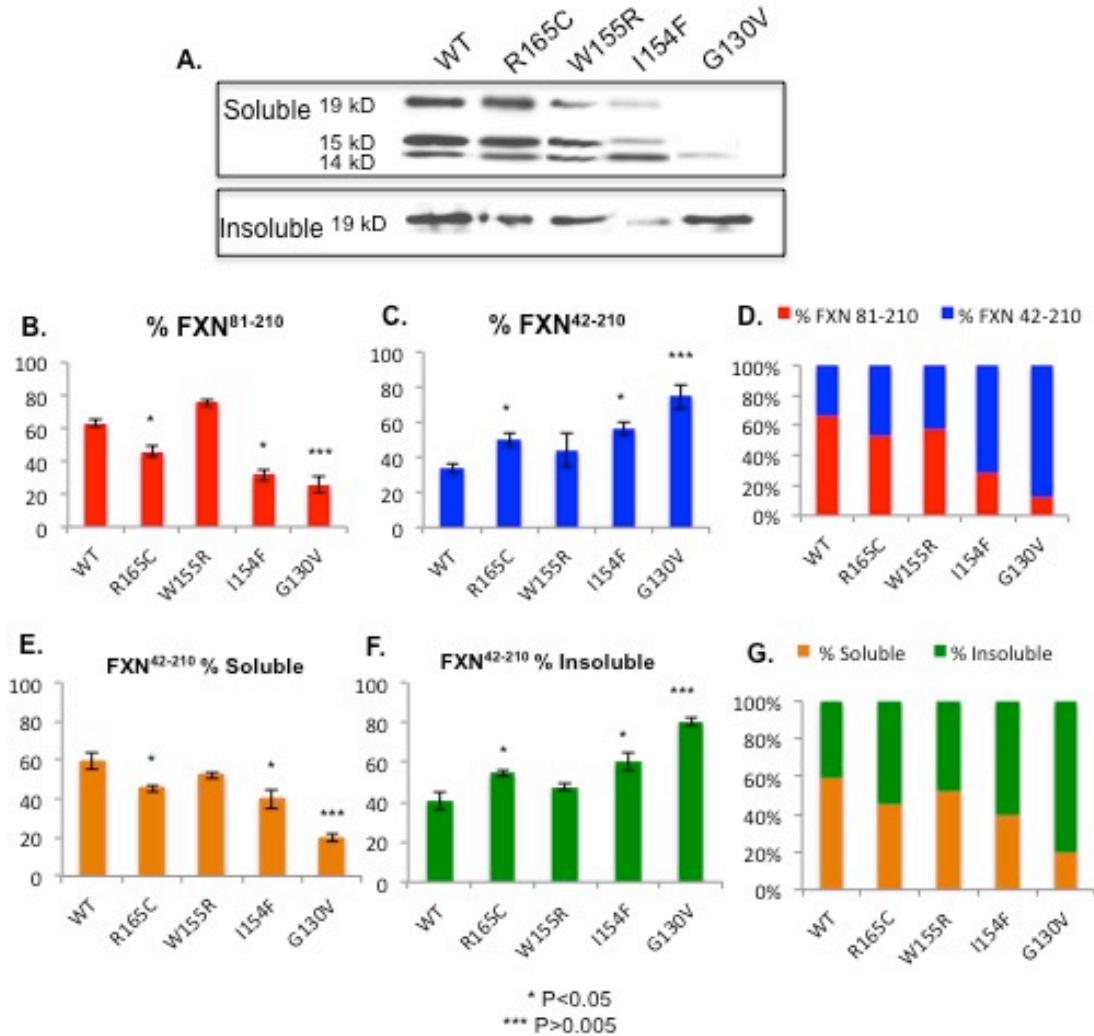 A.
WT R165C W155R I154F G130V
Soluble 19 kD
15 kD
14 kD
Insoluble 19 kD
B.
% FXN81-210
100
80
60
40
20
0
* * ***
WT R165C W155R I154F G130V
C.
% FXN42-210
100
80
60
40
20
0
* * ***
WT R165C W155R I154F G130V
D.
% FXN 81-210 % FXN 42-210
100%
80%
60%
40%
20%
0%
WT R165C W155R I154F G130V
E.
FXN42-210 % Soluble
100
80
60
40
20
0
* * ***
WT R165C W155R I154F G130V
F.
FXN42-210 % Insoluble
100
80
60
40
20
0
* * ***
WT R165C W155R I154F G130V
G.
% Soluble % Insoluble
100%
80%
60%
40%
20%
0%
WT R165C W155R I154F G130V
* P<0.05
*** P>0.005